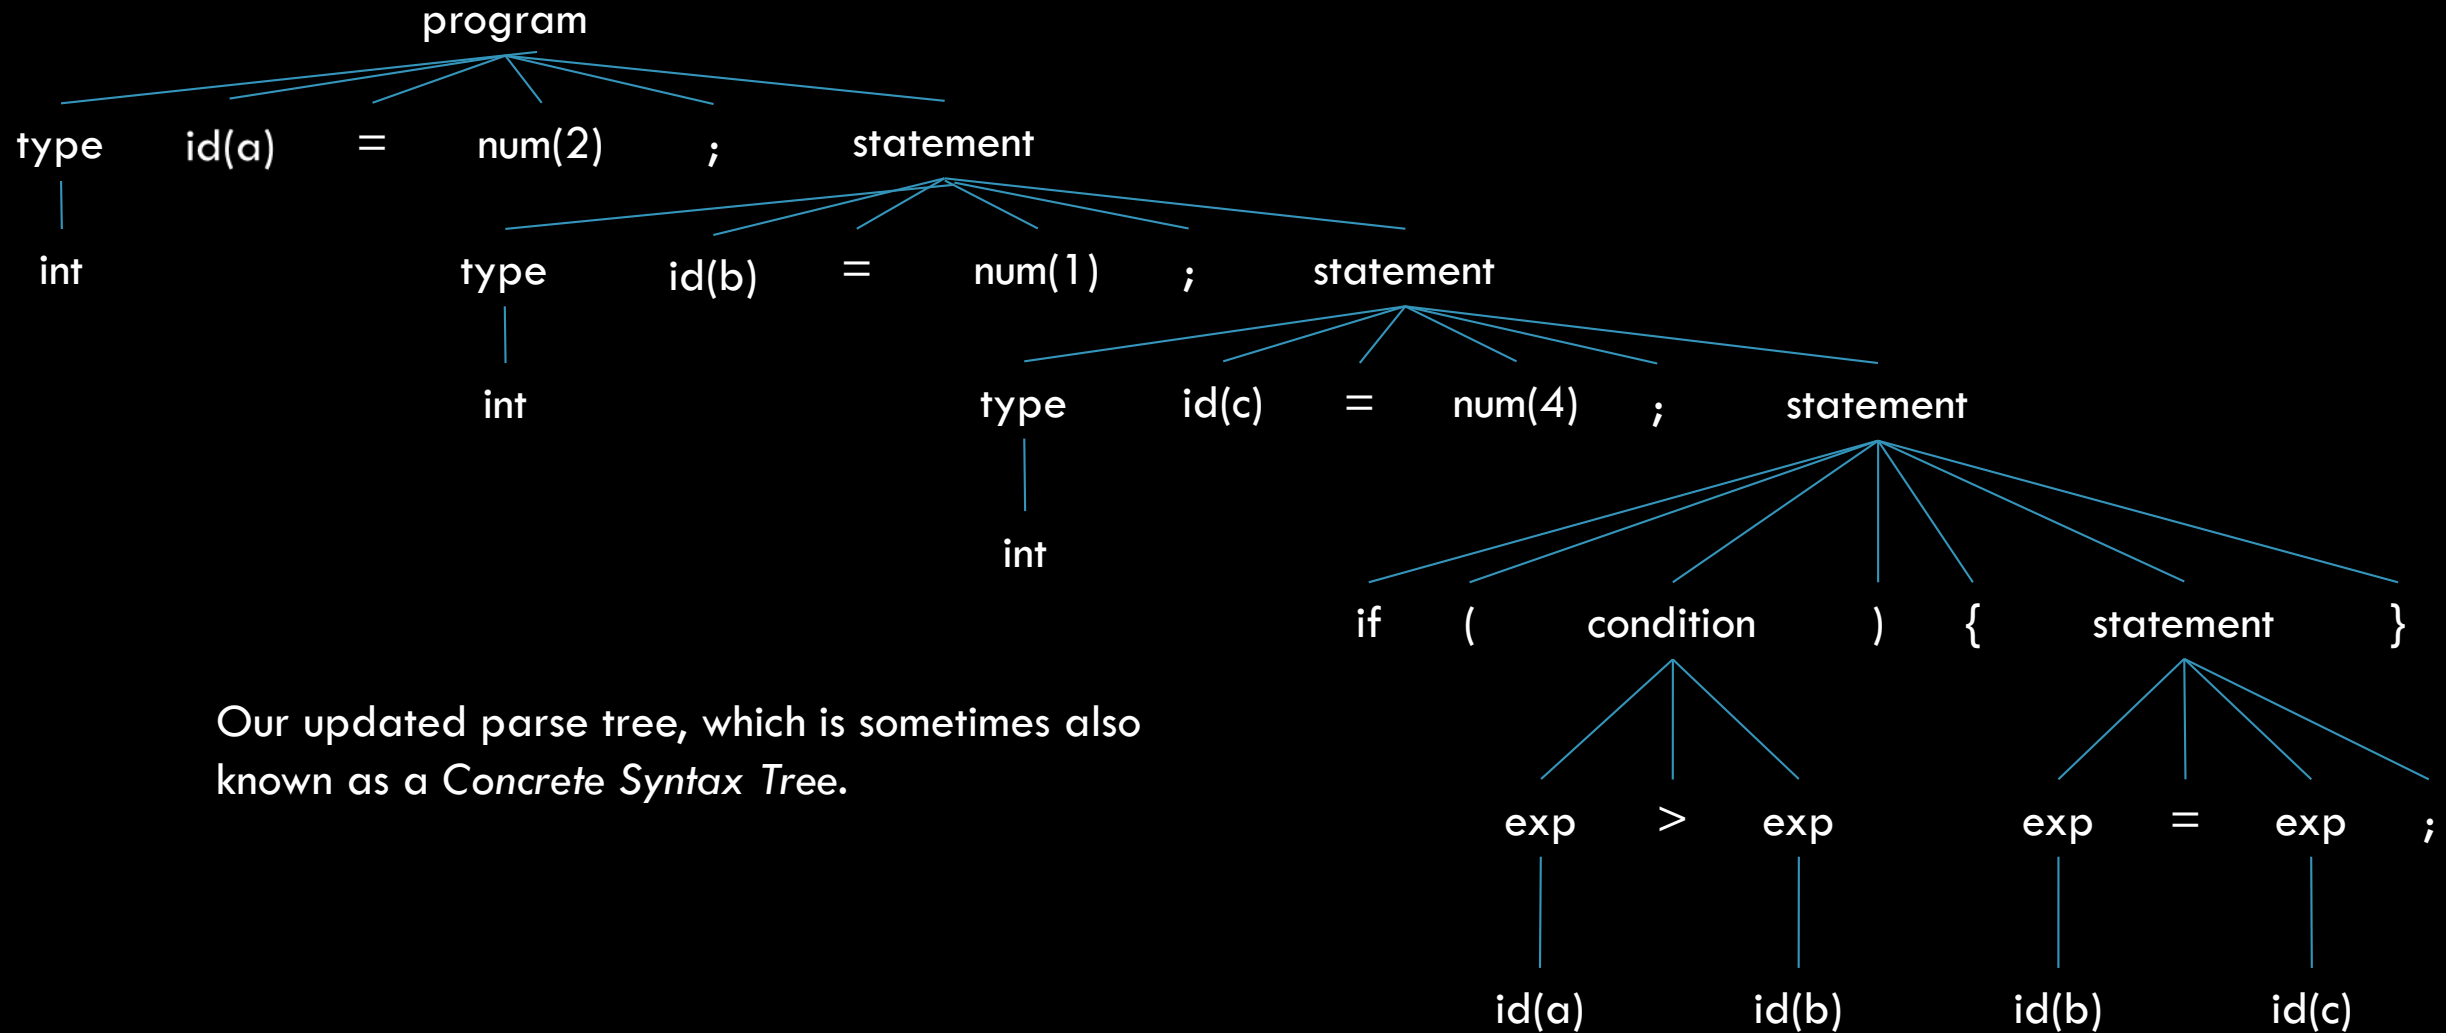 program
type id(a) = num(2) ; statement
int type id(b) = num(1) ; statement
int type id(c) = num(4) ; statement
int
if ( condition ) { statement }
Our updated parse tree, which is sometimes also
known as a Concrete Syntax Tree.
exp > exp exp = exp ;
id(a) id(b) id(b) id(c)